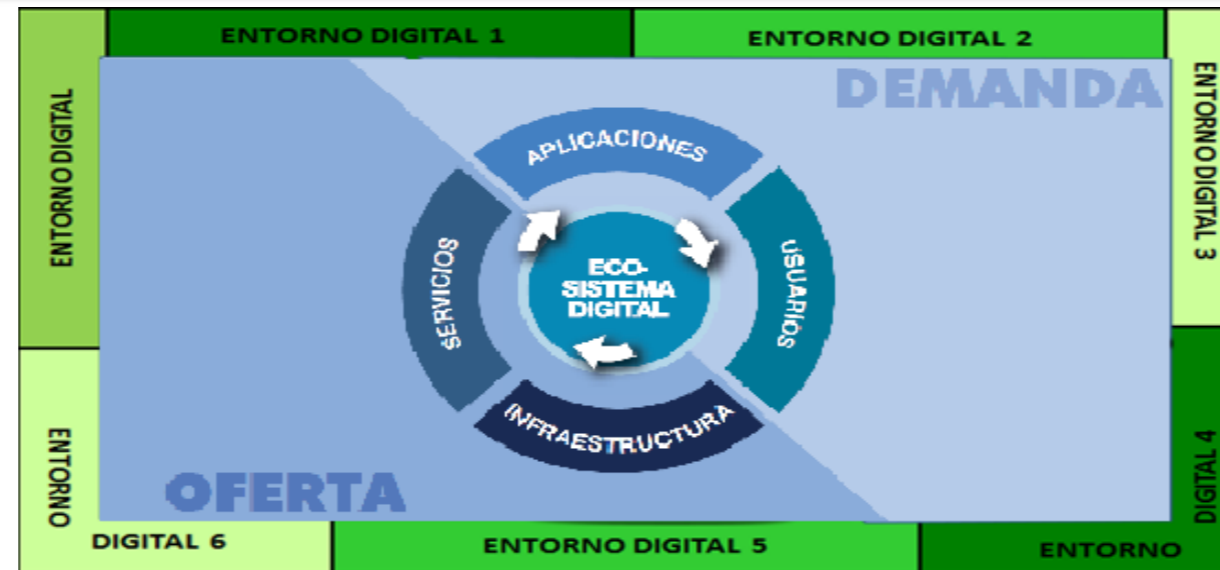 ENTORNO DIGITAL 1
ENTORNO DIGITAL 2
ENTORNO DIGITAL 3
ENTORNO DIGITAL
DEMANDA
APLICACIONES
SERVICIOS
USUARIOS
ECO-
SISTEMA
DIGITAL
INFRAESTRUCTURA
OFERTA
ENTORNO
DIGITAL 6
ENTORNO DIGITAL 5
ENTORNO
DIGITAL 4